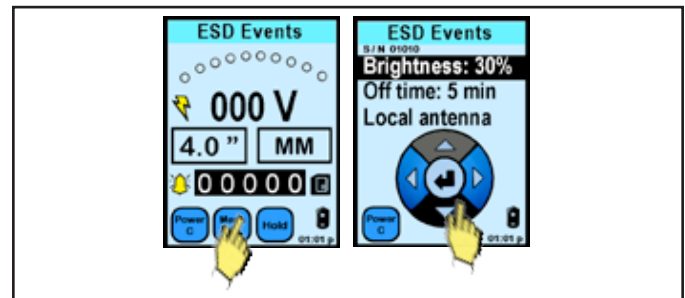 ESD Events
000 V
4.0 ”
MM
00000
Power
C
Hold
01:01 p
ESD Events
S/N 01010
Brightness: 30%
Off time: 5 min
Local antenna
Power
C
01:01 p